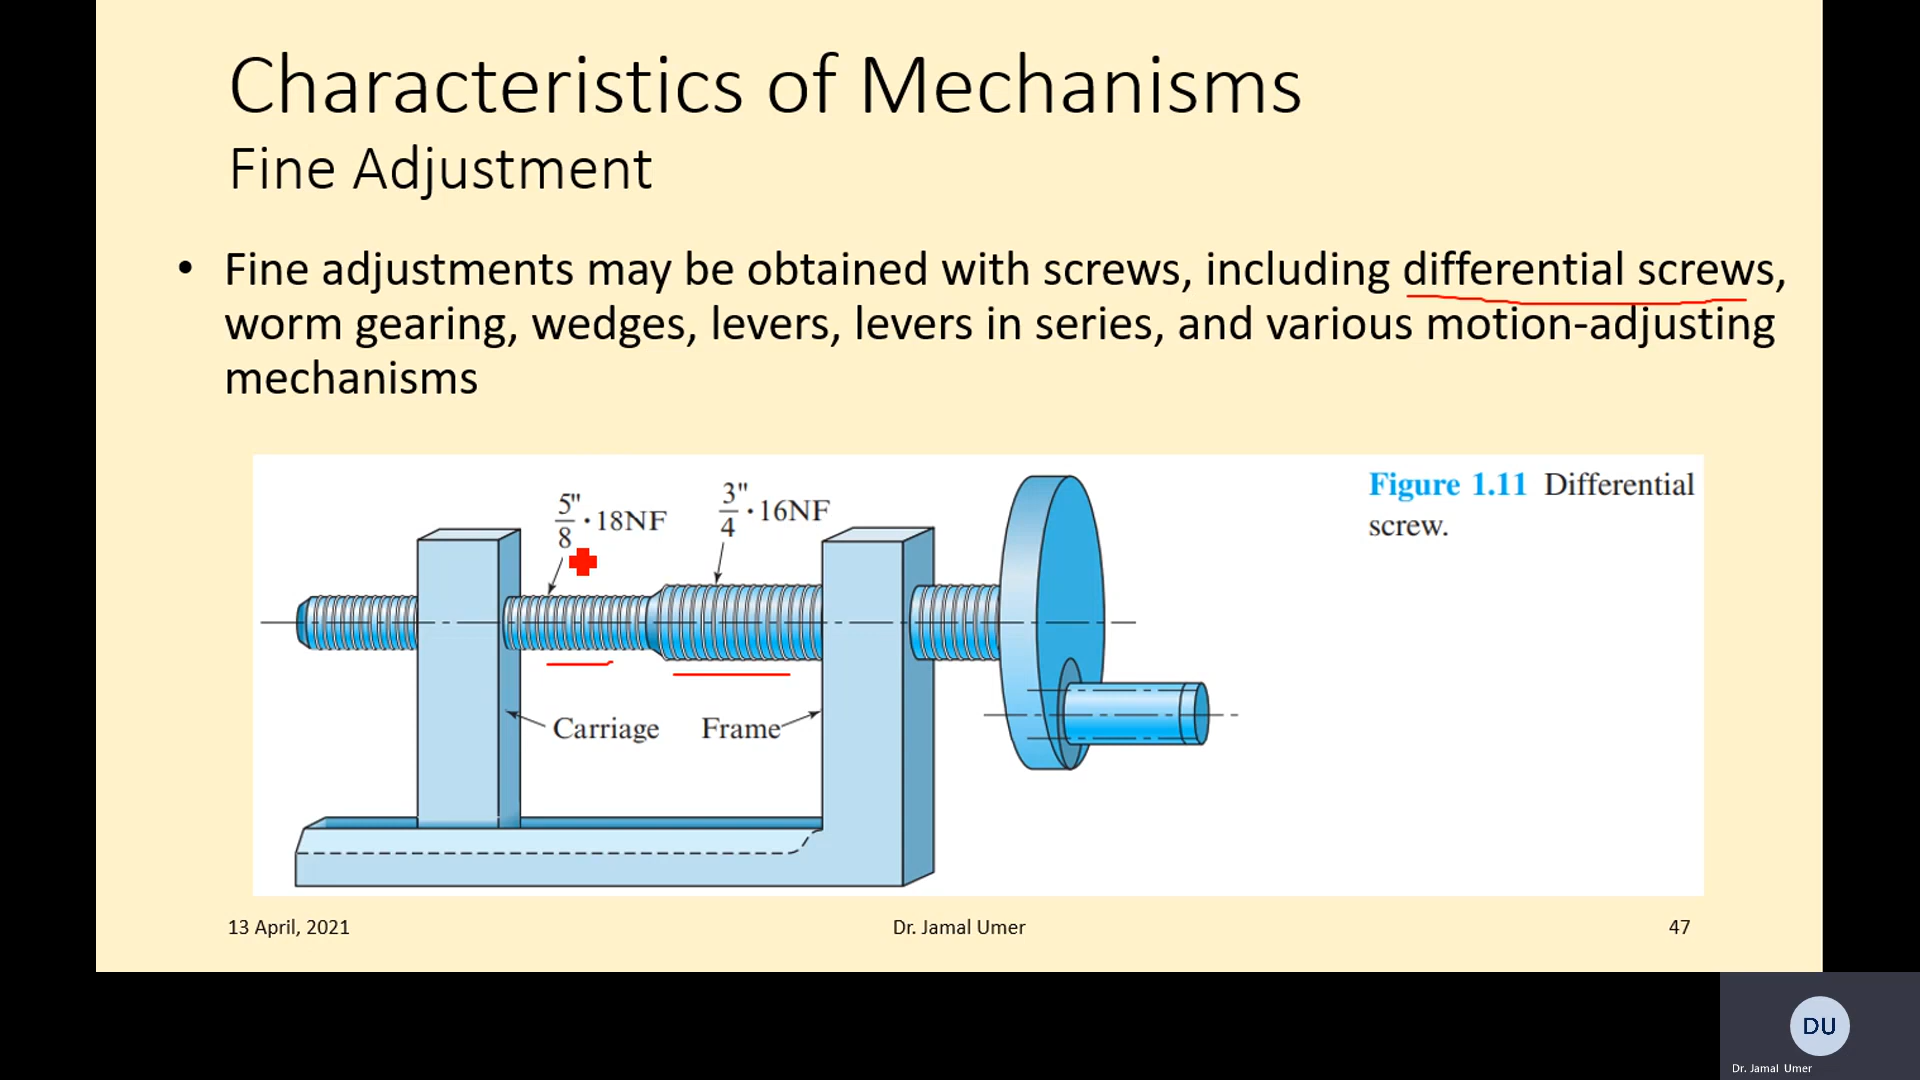 Characteristics of Mechanisms
Fine Adjustment
• Fine adjustments may be obtained with screws, including differential screws,
worm gearing, wedges, levers, levers in series, and various motion-adjusting
mechanisms
5"/8 · 18NF
3"/4 · 16NF
Figure 1.11 Differential
screw.
Carriage
Frame
13 April, 2021
Dr. Jamal Umer
47
DU
Dr. Jamal Umer